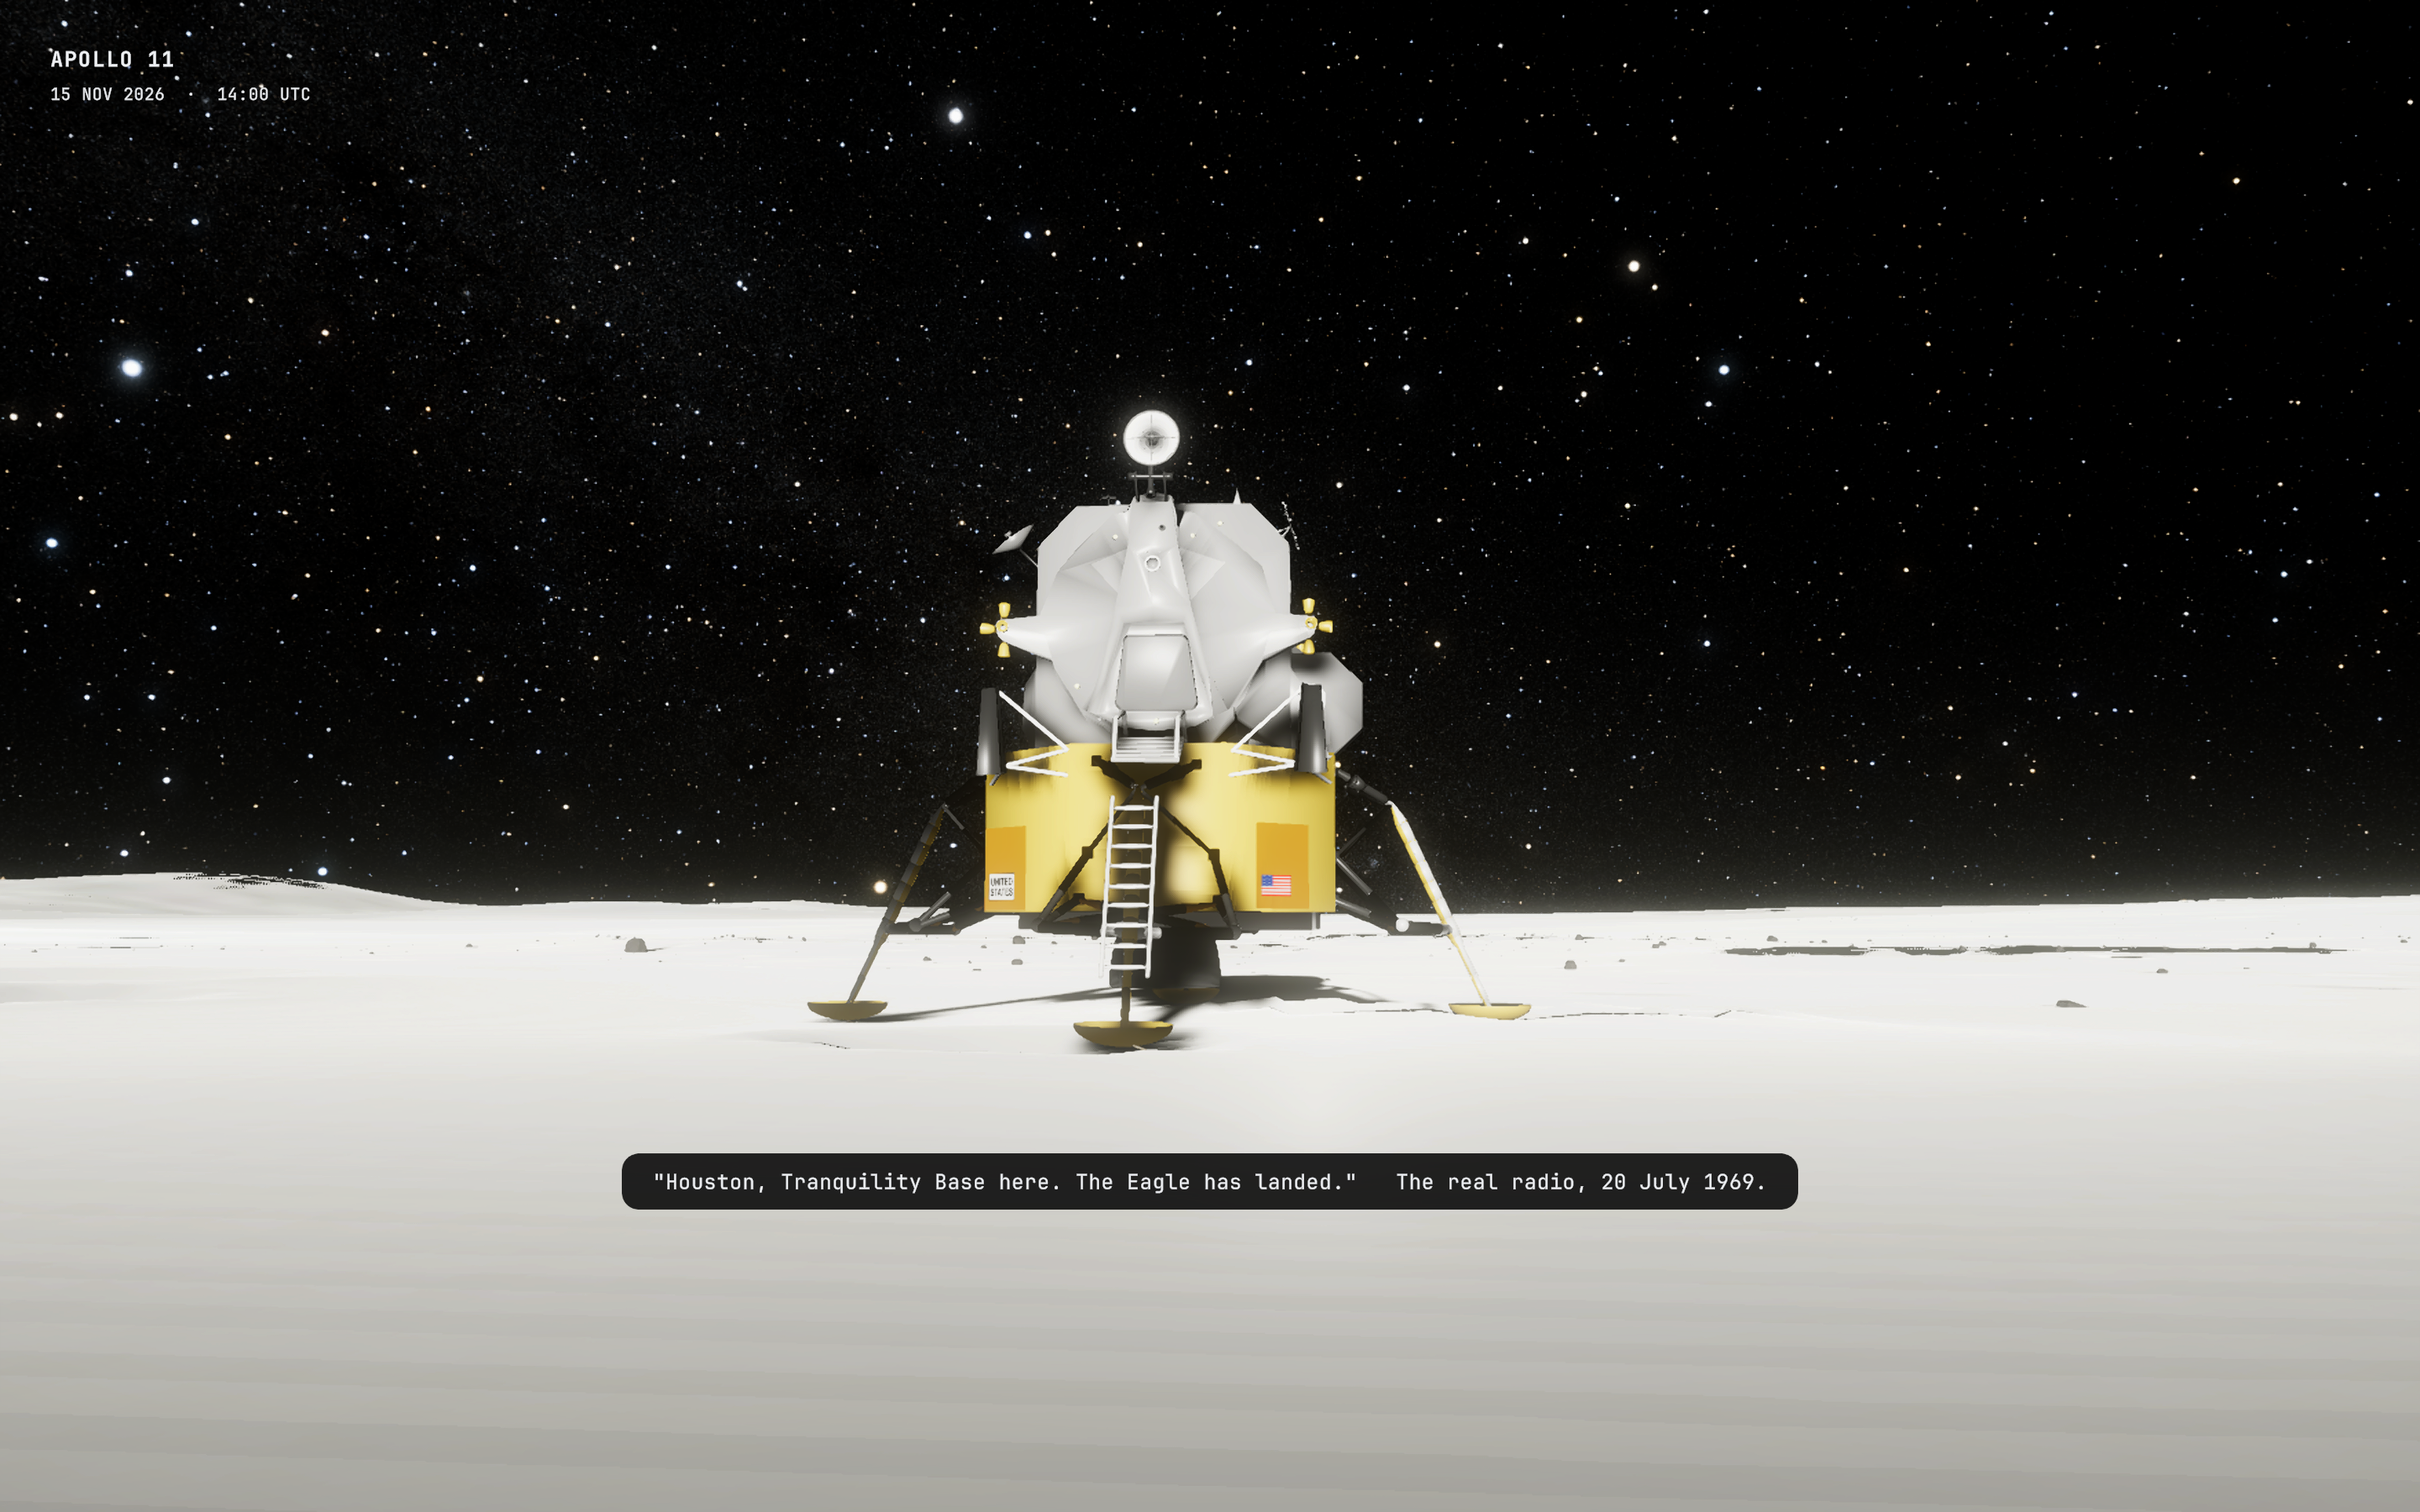 APOLLO 11
15 NOV 2026 · 14:00 UTC
UNITED
STATES
"Houston, Tranquility Base here. The Eagle has landed." The real radio, 20 July 1969.